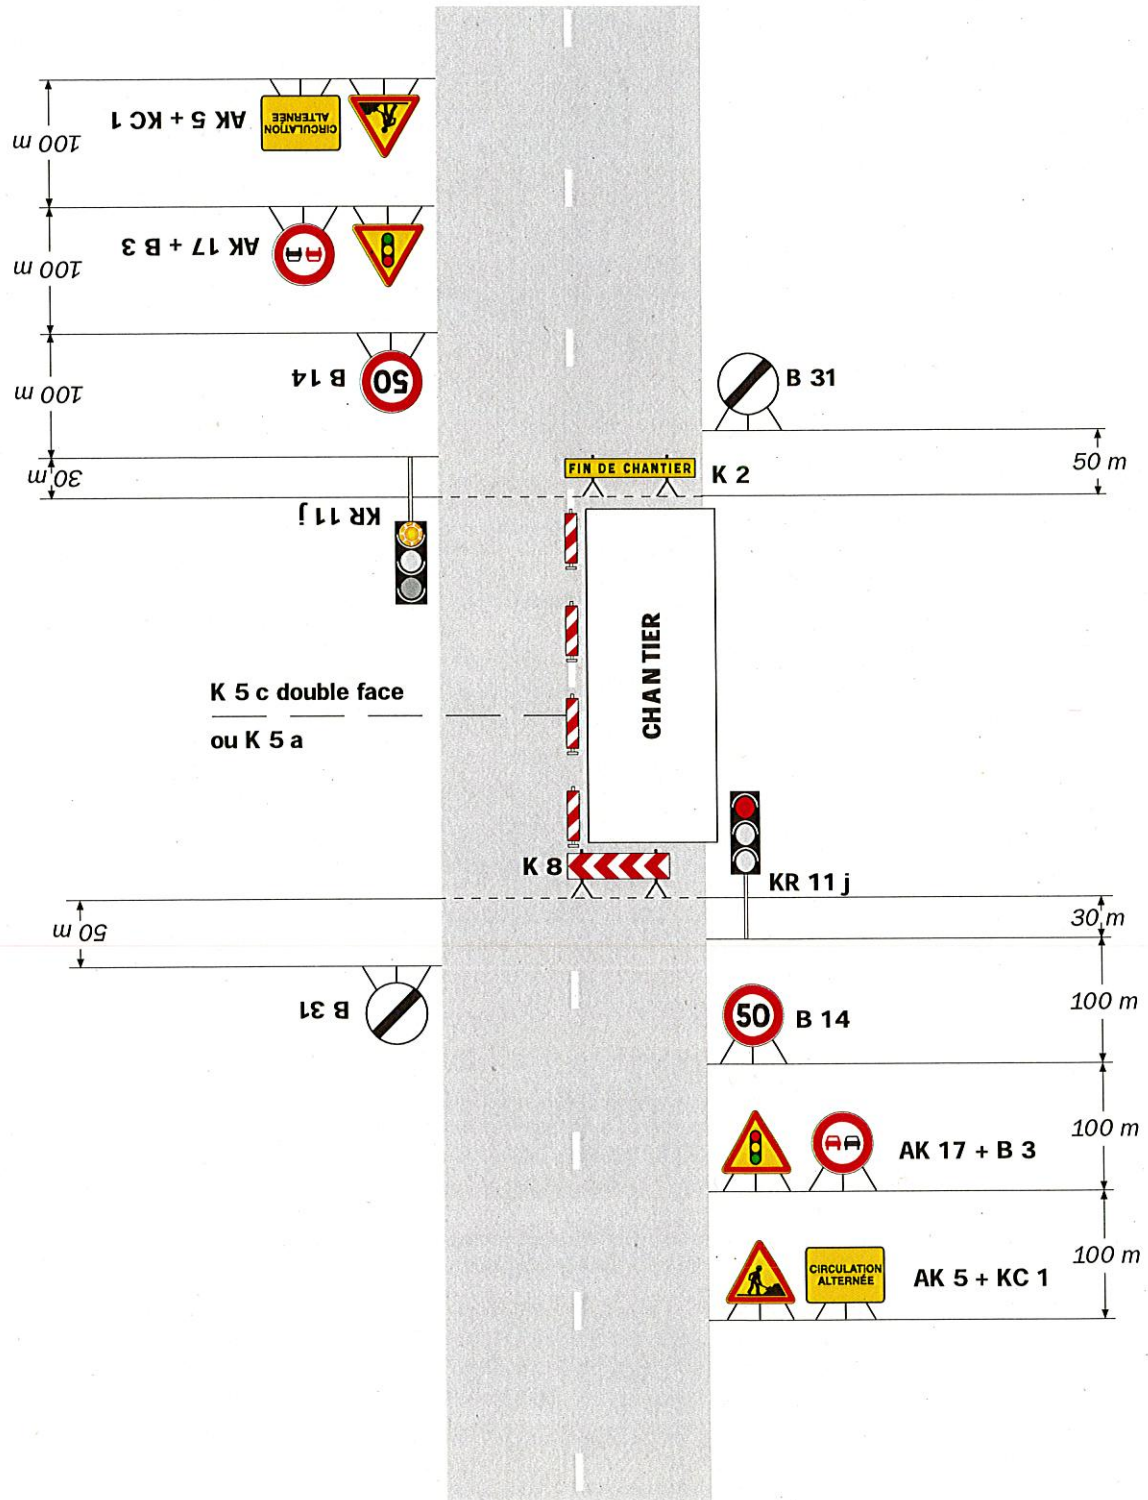 100 m
AK 5 + KC 1
CIRCULATION
ALTERNÉE
100 m
AK 17 + B 3
100 m
B 14
50
B 31
30 m
50 m
FIN DE CHANTIER
K 2
KR 11 j
CHANTIER
K 5 c double face
ou K 5 a
K 8
KR 11 j
50 m
30 m
B 31
50
B 14
100 m
AK 17 + B 3
100 m
CIRCULATION
ALTERNÉE
AK 5 + KC 1
100 m